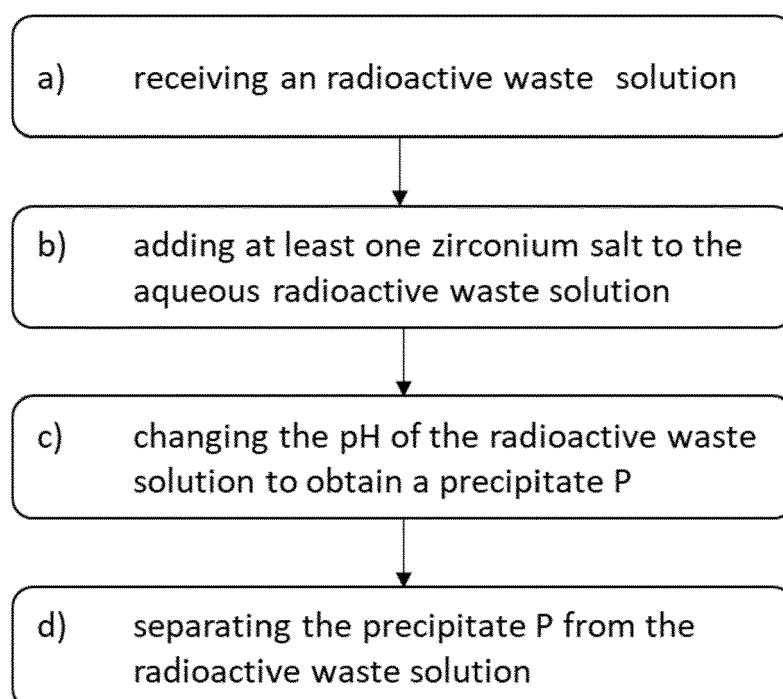 a) receiving an radioactive waste solution
b) adding at least one zirconium salt to the
aqueous radioactive waste solution
c) changing the pH of the radioactive waste
solution to obtain a precipitate P
d) separating the precipitate P from the
radioactive waste solution